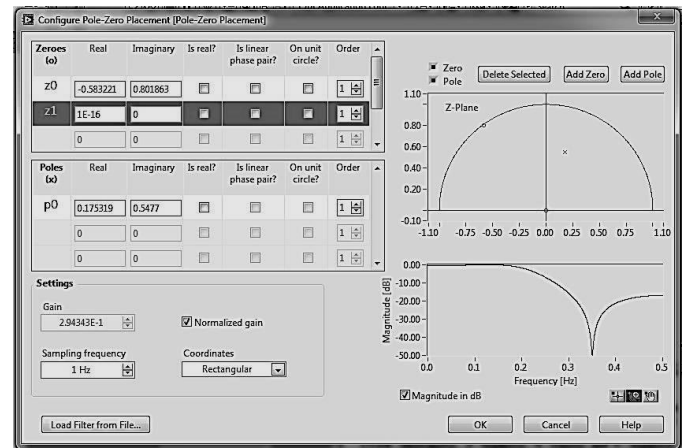 Configure Pole-Zero Placement [Pole-Zero Placement]
Zeroes (o) Real Imaginary Is real? Is linear phase pair? On unit circle? Order
z0 -0.583221 0.801863 1
z1 1E-16 0 1
0 0 1
Poles (x) Real Imaginary Is real? Is linear phase pair? On unit circle? Order
p0 0.175319 0.5477 1
0 0 1
0 0 1
Settings
Gain
2.94343E-1
Normalized gain
Sampling frequency
1 Hz
Coordinates
Rectangular
Load Filter from File...
Zero
Pole
Delete Selected
Add Zero
Add Pole
Z-Plane
1.10
0.80
0.60
0.40
0.20
-0.10
-1.10 -0.75 -0.50 -0.25 0.00 0.25 0.50 0.75 1.10
Magnitude [dB]
0.00
-10.00
-20.00
-30.00
-40.00
-50.00
0.0 0.1 0.2 0.3 0.4 0.5
Frequency [Hz]
Magnitude in dB
OK
Cancel
Help